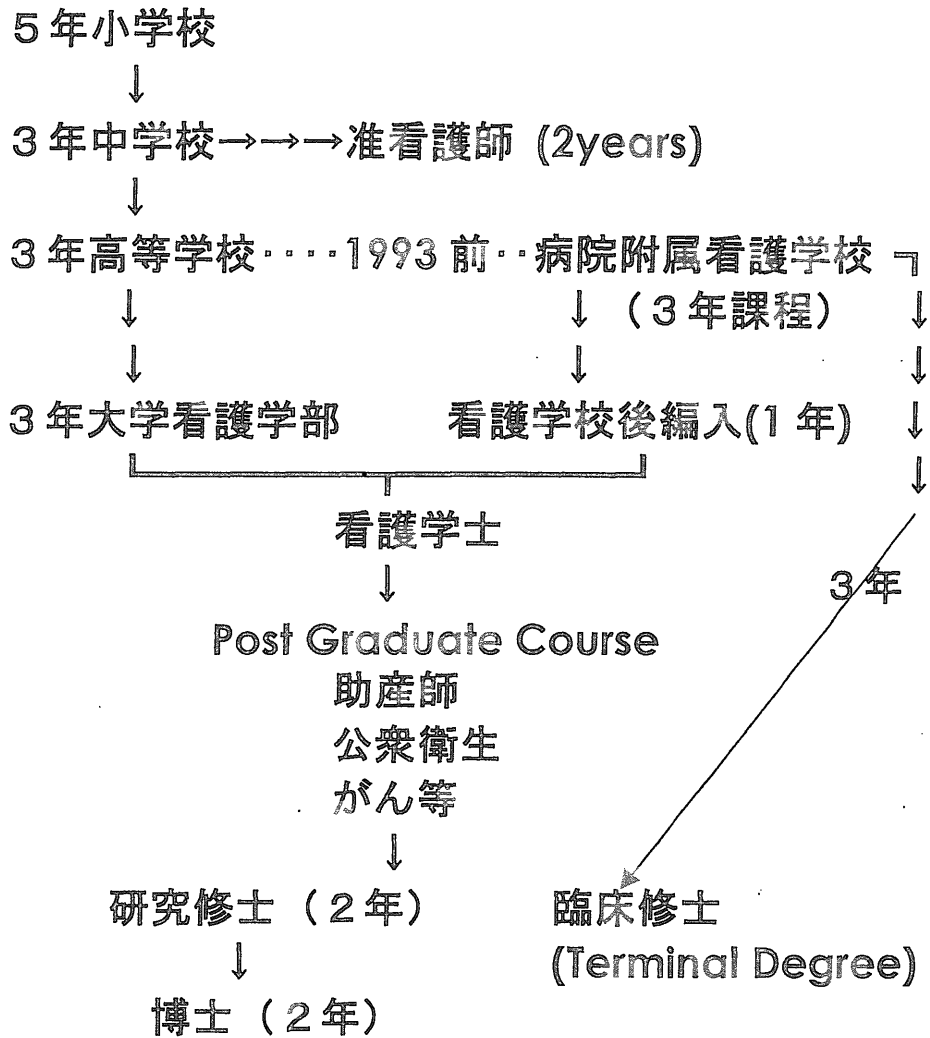 5年小学校
↓
3年中学校→→→准看護師 (2years)
↓
3年高等学校····1993前··病院附属看護学校
↓ ↓ (3年課程) ↓
↓ ↓ ↓
3年大学看護学部 看護学校後編入(1年) ↓
↓
看護学士
↓
3年
Post Graduate Course
助産師
公衆衛生
がん等
↓
研究修士(2年) 臨床修士
↓ (Terminal Degree)
博士(2年)